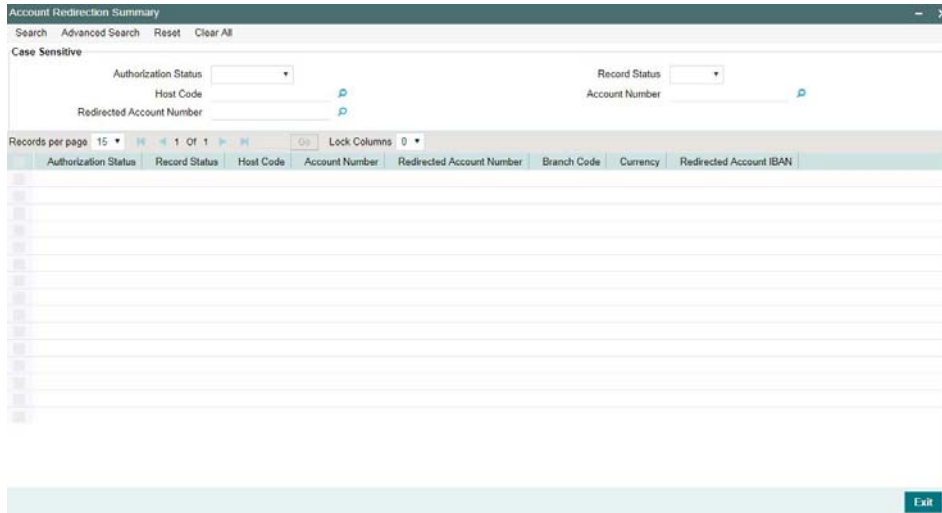 Account Redirection Summary
Search Advanced Search Reset Clear All
Case Sensitive
Authorization Status Record Status
Host Code Account Number
Redirected Account Number
Records per page 15 1 Of 1 Go Lock Columns 0
Authorization Status Record Status Host Code Account Number Redirected Account Number Branch Code Currency Redirected Account IBAN
Exit